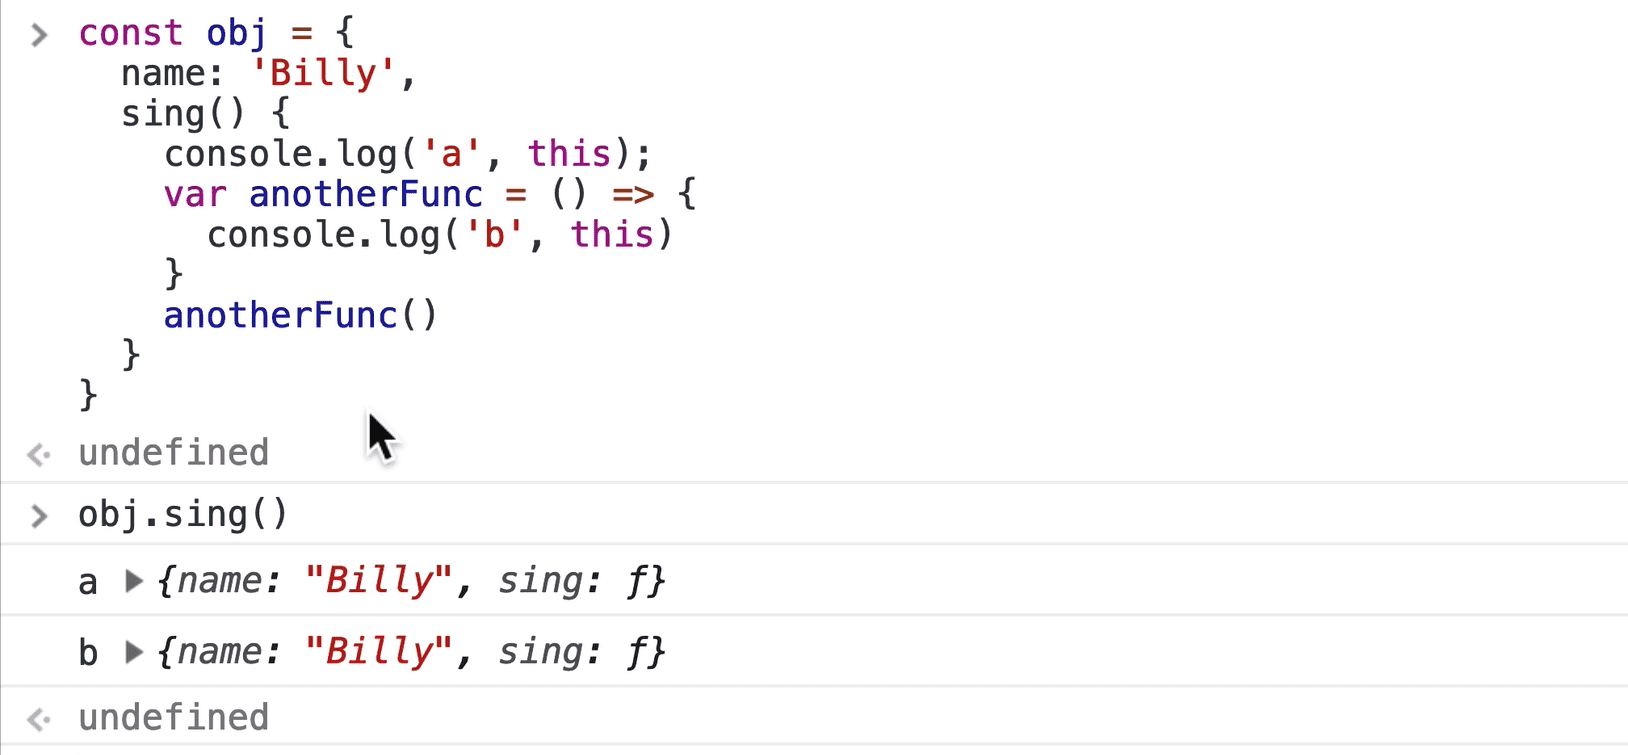 const obj = {
  name: 'Billy',
  sing() {
    console.log('a', this);
    var anotherFunc = () => {
      console.log('b', this)
    }
    anotherFunc()
  }
}
undefined
obj.sing()
a ▶ {name: "Billy", sing: ƒ}
b ▶ {name: "Billy", sing: ƒ}
undefined